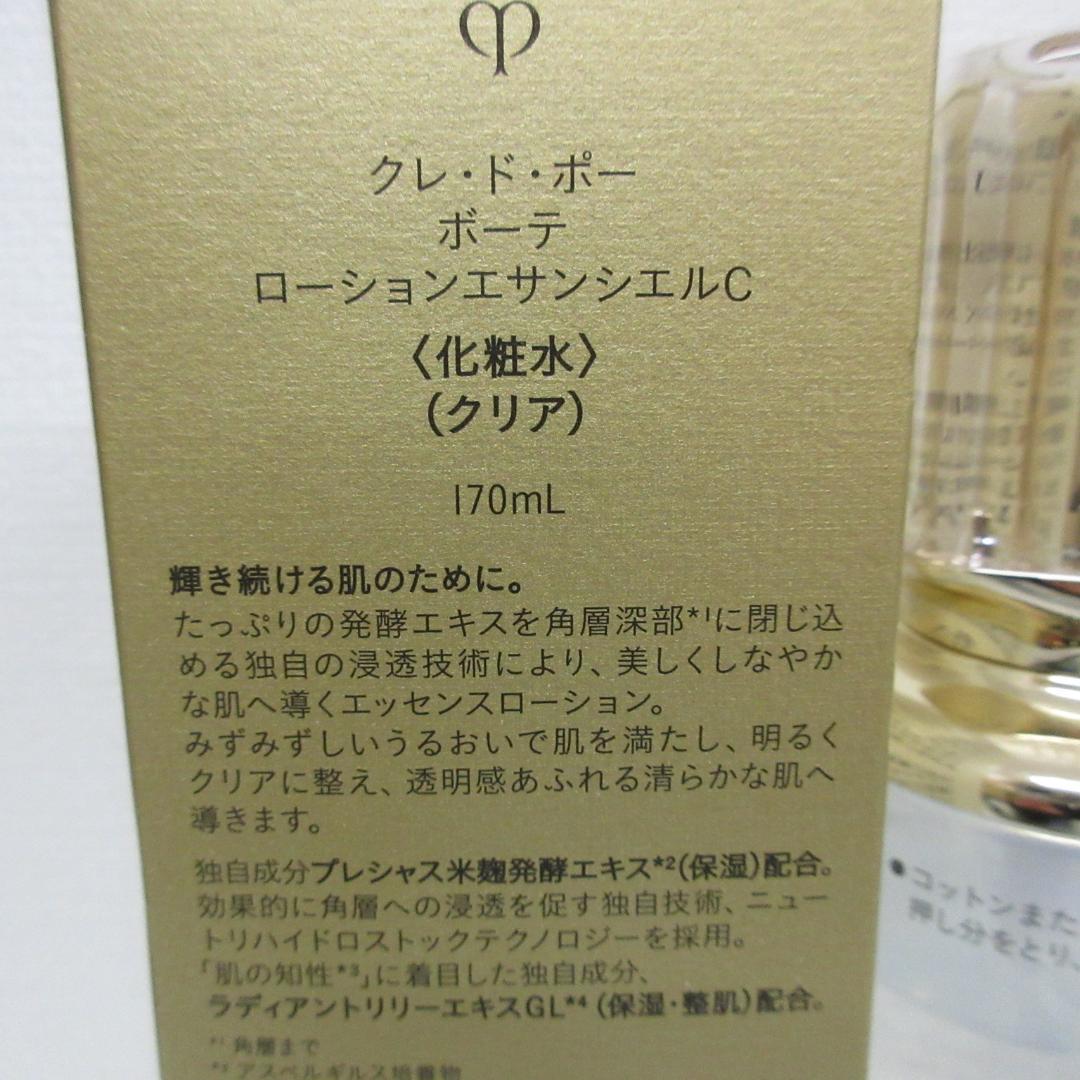 クレ・ド・ポー
ボーテ
ローションエサンシエルC
〈化粧水〉
(クリア)
170mL
輝き続ける肌のために。
たっぷりの発酵エキスを角層深部*1に閉じ込
める独自の浸透技術により、美しくしなやか
な肌へ導くエッセンスローション。
みずみずしいうるおいで肌を満たし、明るく
クリアに整え、透明感あふれる清らかな肌へ
導きます。
独自成分プレシャス米麹発酵エキス*2(保湿)配合。
効果的に角層への浸透を促す独自技術、ニュー
トリハイドロストックテクノロジーを採用。
「肌の知性*3」に着目した独自成分、
ラディアントリリーエキスGL*4(保湿・整肌)配合。
*1 角層まで
*2 アスペルギルス培養物
●コットンまた
押し分をとり、